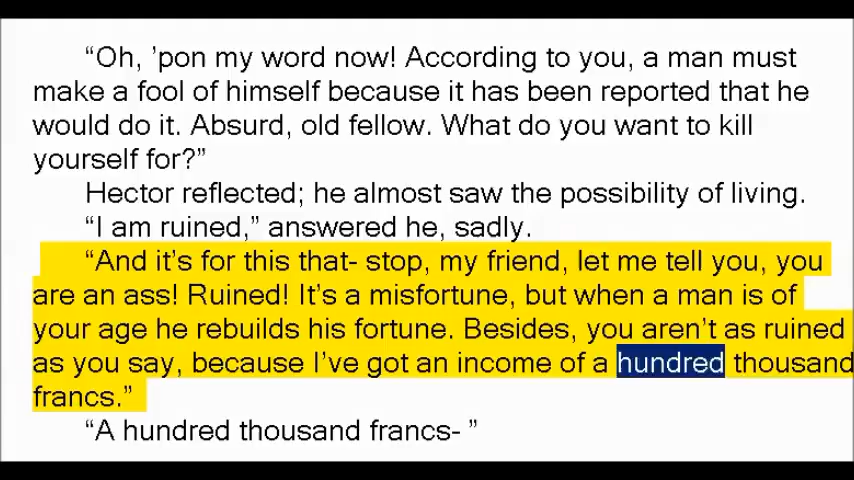 “Oh, ’pon my word now! According to you, a man must
make a fool of himself because it has been reported that he
would do it. Absurd, old fellow. What do you want to kill
yourself for?”
Hector reflected; he almost saw the possibility of living.
“I am ruined,” answered he, sadly.
“And it’s for this that- stop, my friend, let me tell you, you
are an ass! Ruined! It’s a misfortune, but when a man is of
your age he rebuilds his fortune. Besides, you aren’t as ruined
as you say, because I’ve got an income of a hundred thousand
francs.”
“A hundred thousand francs- ”